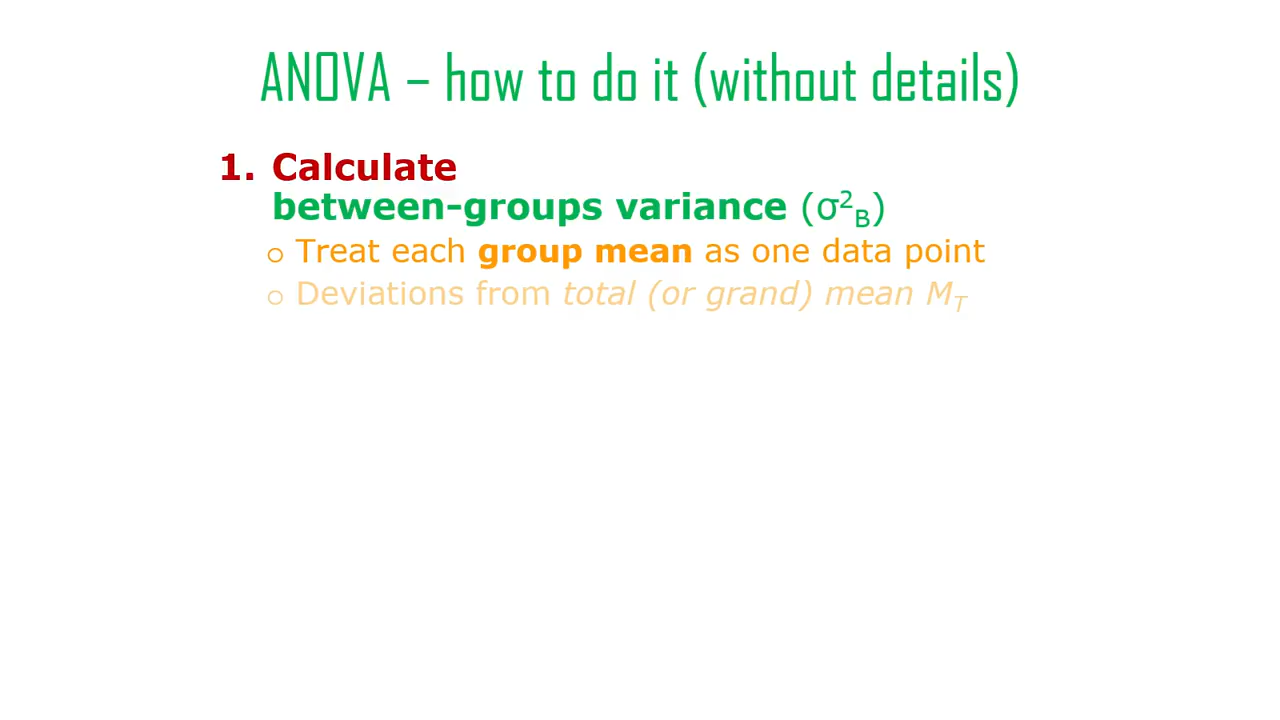 ANOVA – how to do it (without details)
1. Calculate
between-groups variance (σ²B)
o Treat each group mean as one data point
o Deviations from total (or grand) mean MT